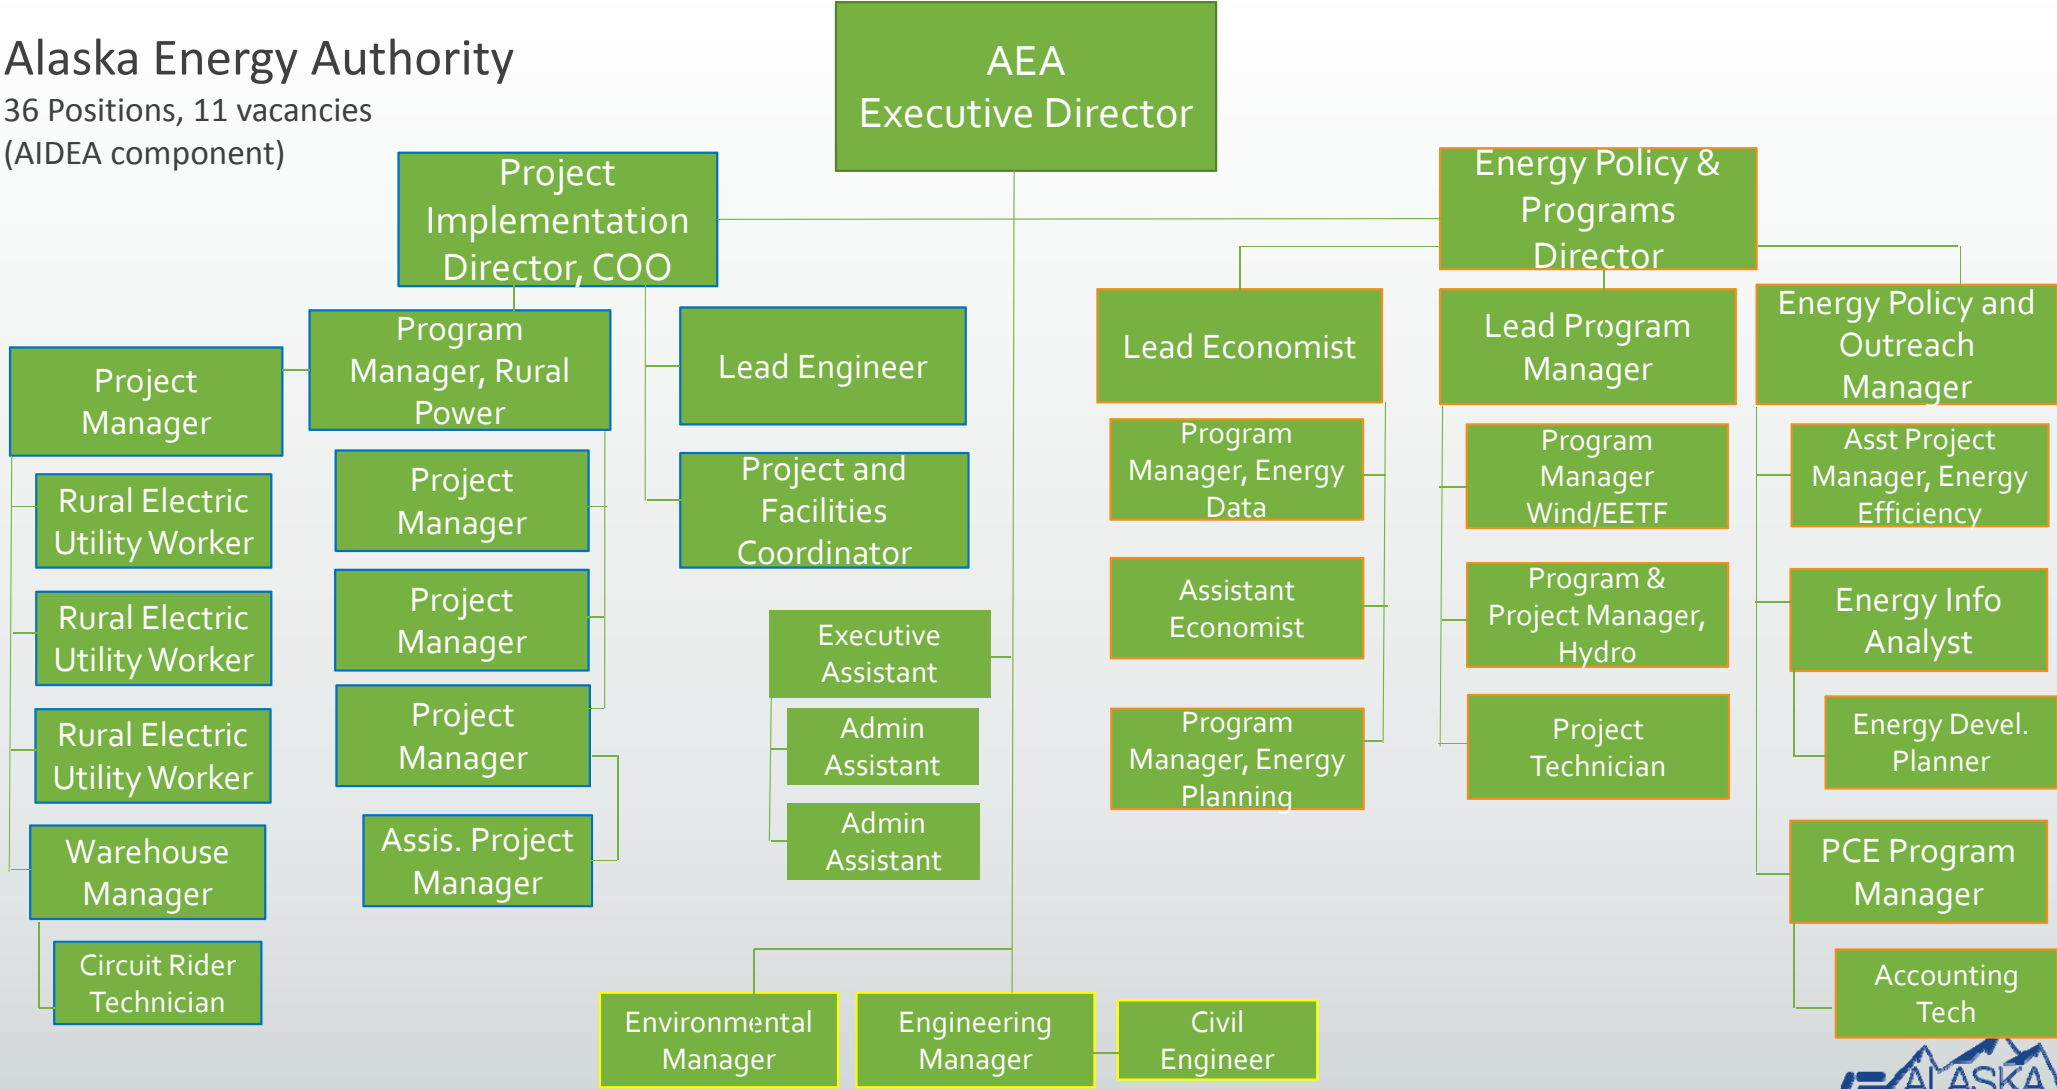 Alaska Energy Authority
36 Positions, 11 vacancies
(AIDEA component)
AEA
Executive Director
Project
Implementation
Director, COO
Energy Policy &
Programs
Director
Project
Manager
Program
Manager, Rural
Power
Lead Engineer
Project and
Facilities
Coordinator
Rural Electric
Utility Worker
Rural Electric
Utility Worker
Rural Electric
Utility Worker
Warehouse
Manager
Circuit Rider
Technician
Project
Manager
Project
Manager
Project
Manager
Assis. Project
Manager
Executive
Assistant
Admin
Assistant
Admin
Assistant
Environmental
Manager
Engineering
Manager
Civil
Engineer
Lead Economist
Program
Manager, Energy
Data
Assistant
Economist
Program
Manager, Energy
Planning
Lead Program
Manager
Program
Manager
Wind/EETF
Program &
Project Manager,
Hydro
Project
Technician
Energy Policy and
Outreach
Manager
Asst Project
Manager, Energy
Efficiency
Energy Info
Analyst
Energy Devel.
Planner
PCE Program
Manager
Accounting
Tech
ALASKA